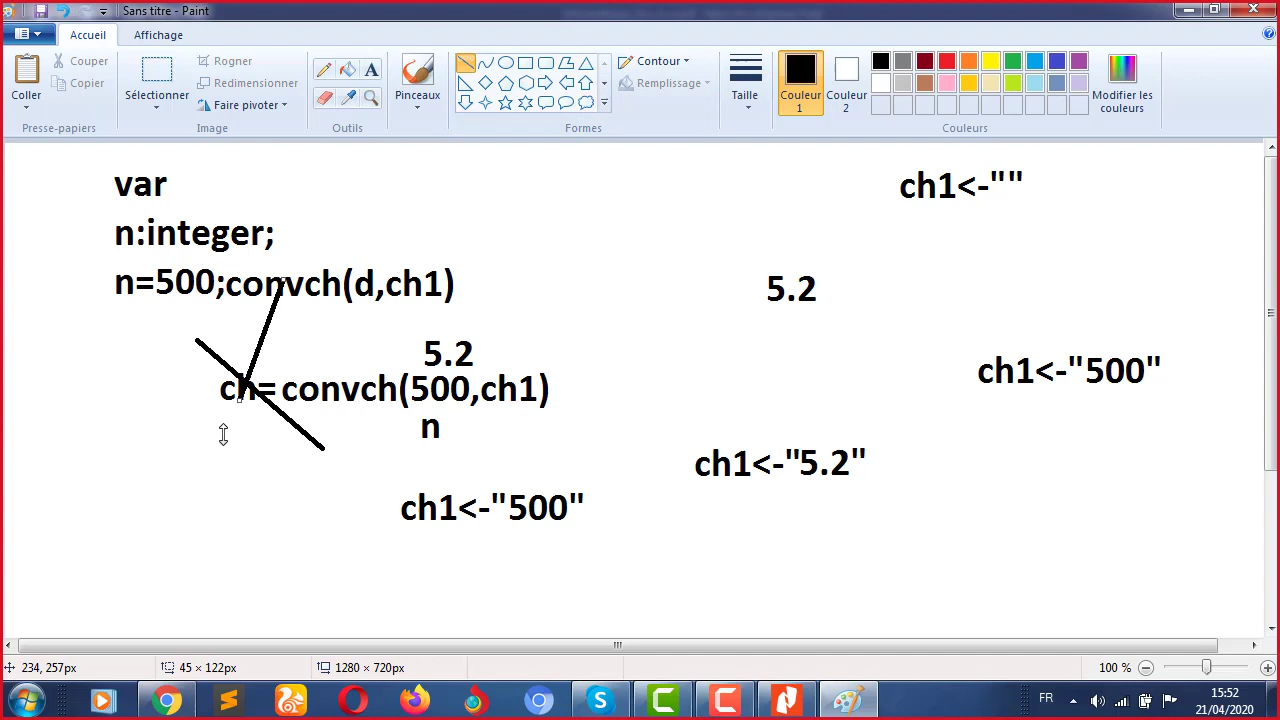 Sans titre - Paint
Accueil
Affichage
Coller
Couper
Copier
Presse-papiers
Sélectionner
Rogner
Redimensionner
Faire pivoter
Image
A
Outils
Pinceaux
Contour
Remplissage
Formes
Taille
Couleur
1
Couleur
2
Modifier les
couleurs
Couleurs
var
ch1<-""
n:integer;
n=500;convch(d,ch1)
5.2
5.2
ch1<-"500"
ch=convch(500,ch1)
n
ch1<-"5.2"
ch1<-"500"
234, 257px
45 × 122px
1280 × 720px
100 %
FR
15:52
21/04/2020